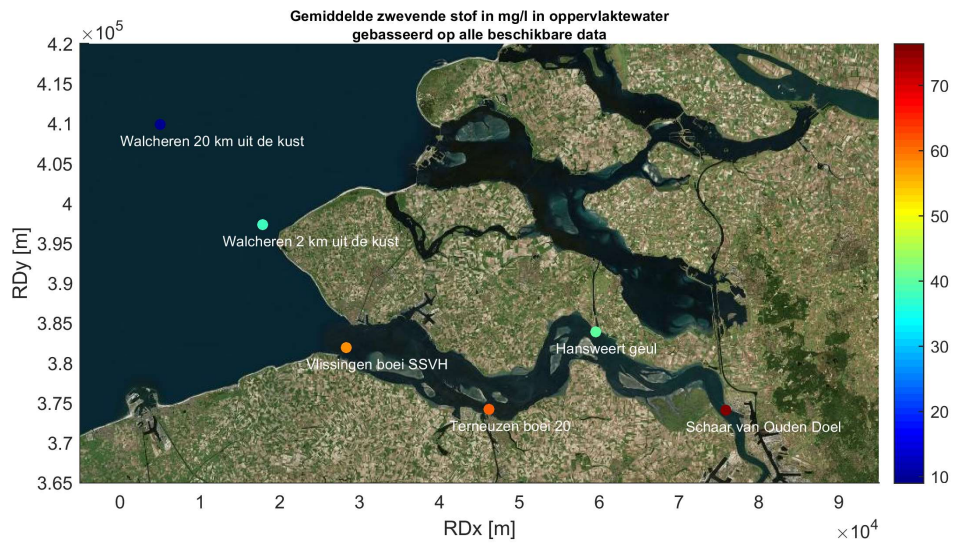 Gemiddelde zwevende stof in mg/l in oppervlaktewater
gebasseerd op alle beschikbare data
×10⁵
4.2
4.15
4.1
4.05
4
3.95
3.9
3.85
3.8
3.75
3.7
3.65
RDy [m]
Walcheren 20 km uit de kust
Walcheren 2 km uit de kust
Vlissingen boei SSVH
Hansweert geul
Terneuzen boei 20
Schaar van Ouden Doel
0 1 2 3 4 5 6 7 8 9
RDx [m]
×10⁴
70
60
50
40
30
20
10